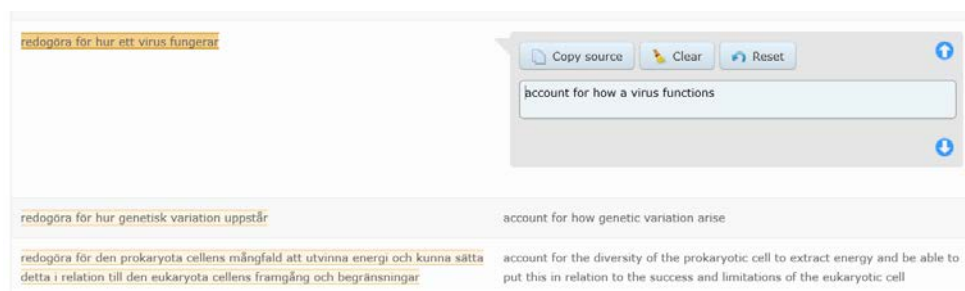 redogöra för hur ett virus fungerar
Copy source Clear Reset
account for how a virus functions
redogöra för hur genetisk variation uppstår
account for how genetic variation arise
redogöra för den prokaryota cellens mångfald att utvinna energi och kunna sätta
detta i relation till den eukaryota cellens framgång och begränsningar
account for the diversity of the prokaryotic cell to extract energy and be able to
put this in relation to the success and limitations of the eukaryotic cell